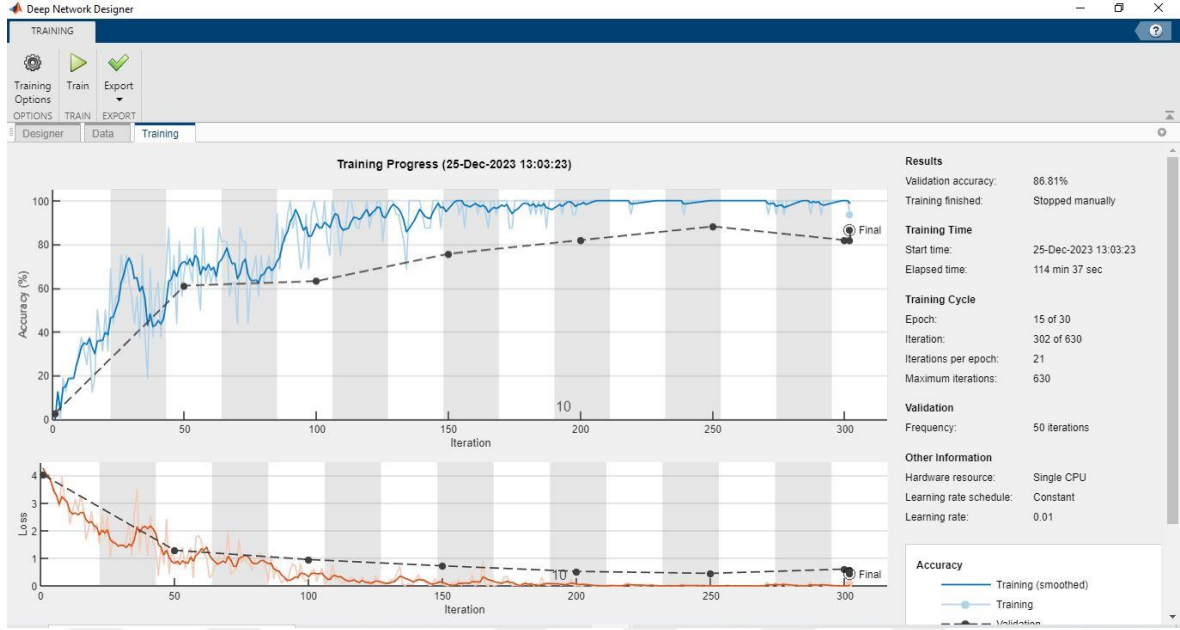 Deep Network Designer
TRAINING
?
Training Options
Train
Export
OPTIONS
TRAIN
EXPORT
Designer
Data
Training
Training Progress (25-Dec-2023 13:03:23)
100
80
60
40
20
0
Accuracy (%)
10
Final
0 50 100 150 200 250 300
Iteration
4
3
2
1
0
Loss
10
Final
0 50 100 150 200 250 300
Iteration
Results
Validation accuracy: 86.81%
Training finished: Stopped manually
Training Time
Start time: 25-Dec-2023 13:03:23
Elapsed time: 114 min 37 sec
Training Cycle
Epoch: 15 of 30
Iteration: 302 of 630
Iterations per epoch: 21
Maximum iterations: 630
Validation
Frequency: 50 iterations
Other Information
Hardware resource: Single CPU
Learning rate schedule: Constant
Learning rate: 0.01
Accuracy
Training (smoothed)
Training
Validation